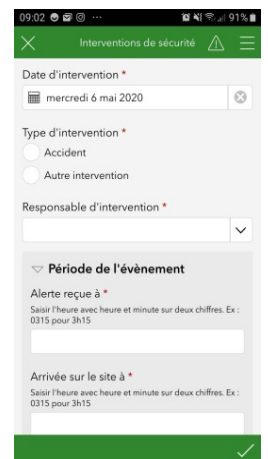 09:02 ... 91%
Interventions de sécurité
Date d'intervention *
mercredi 6 mai 2020
Type d'intervention *
Accident
Autre intervention
Responsable d'intervention *
Période de l'évènement
Alerte reçue à *
Saisir l'heure avec heure et minute sur deux chiffres. Ex :
0315 pour 3h15
Arrivée sur le site à *
Saisir l'heure avec heure et minute sur deux chiffres. Ex :
0315 pour 3h15